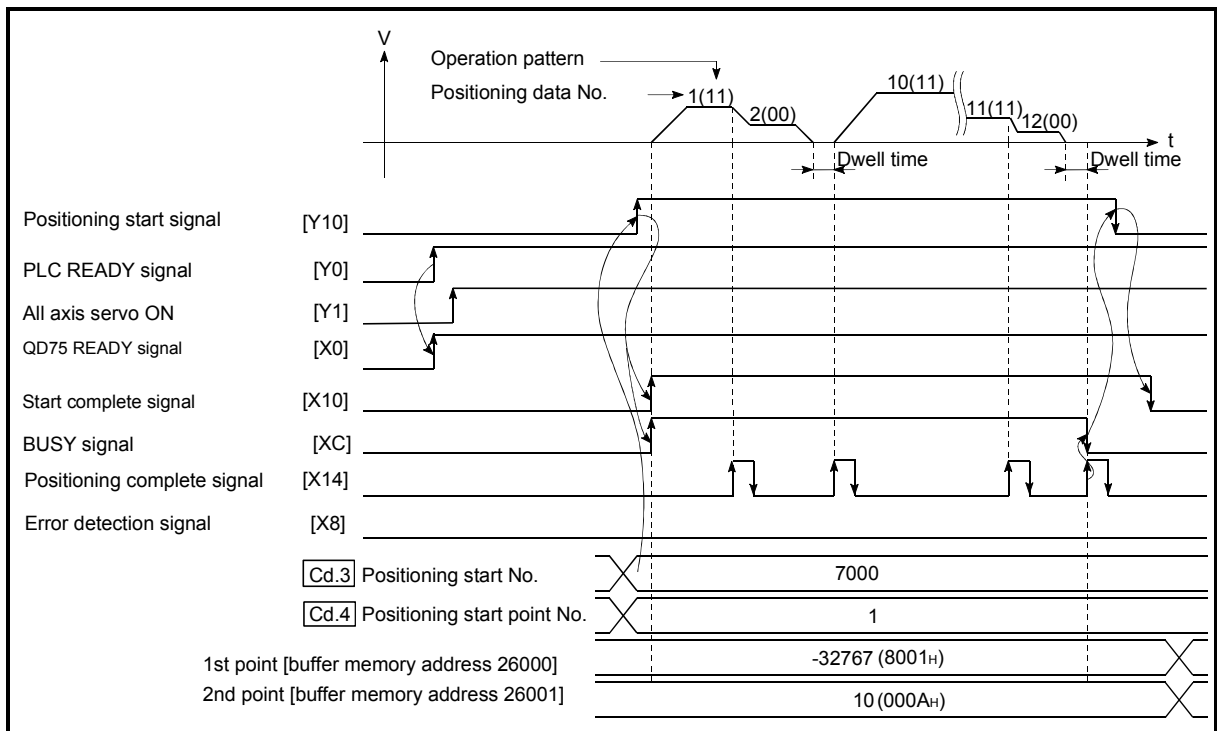 V
Operation pattern
Positioning data No.
1(11)
2(00)
10(11)
11(11)
12(00)
t
Dwell time
Dwell time
Positioning start signal [Y10]
PLC READY signal [Y0]
All axis servo ON [Y1]
QD75 READY signal [X0]
Start complete signal [X10]
BUSY signal [XC]
Positioning complete signal [X14]
Error detection signal [X8]
Cd.3 Positioning start No. 7000
Cd.4 Positioning start point No. 1
1st point [buffer memory address 26000] -32767 (8001H)
2nd point [buffer memory address 26001] 10 (000AH)